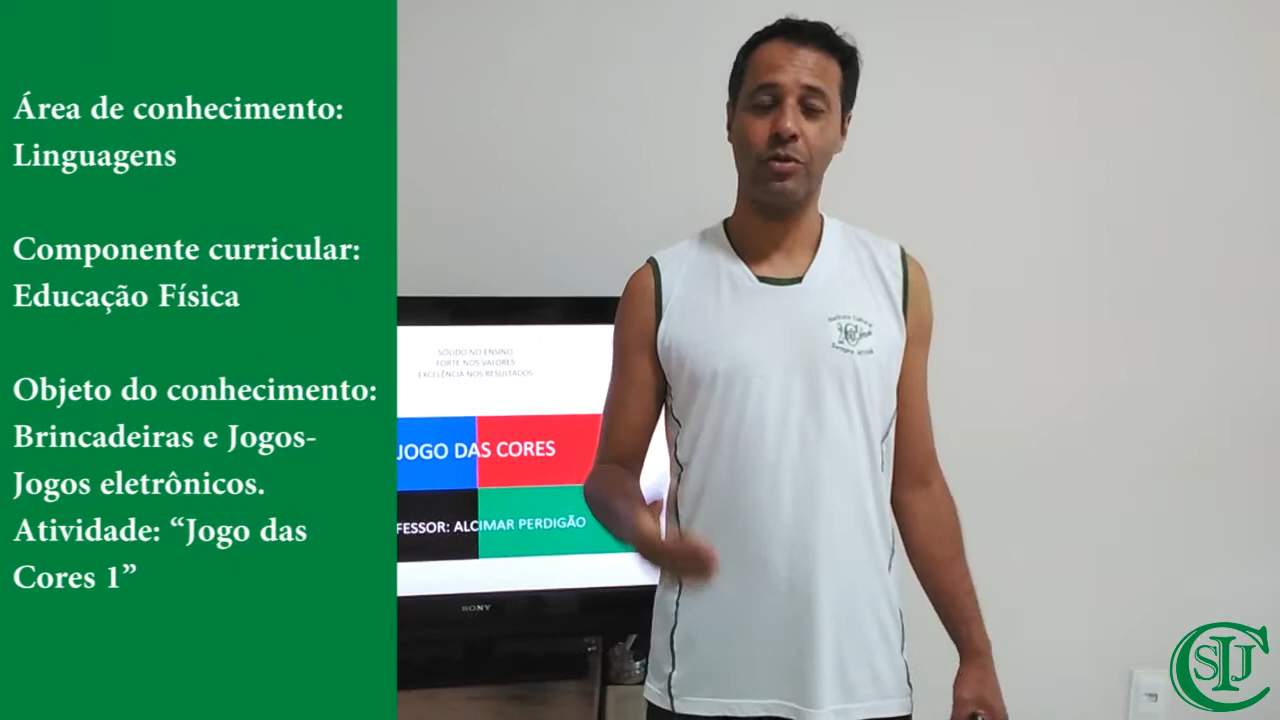 Área de conhecimento:
Linguagens
Componente curricular:
Educação Física
Objeto do conhecimento:
Brincadeiras e Jogos-
Jogos eletrônicos.
Atividade: “Jogo das
Cores 1”
SÓLIDO NO ENSINO
FORTE NOS VALORES
EXCELÊNCIA NOS RESULTADOS
JOGO DAS CORES
FESSOR: ALCIMAR PERDIGÃO
SONY
CSIJ